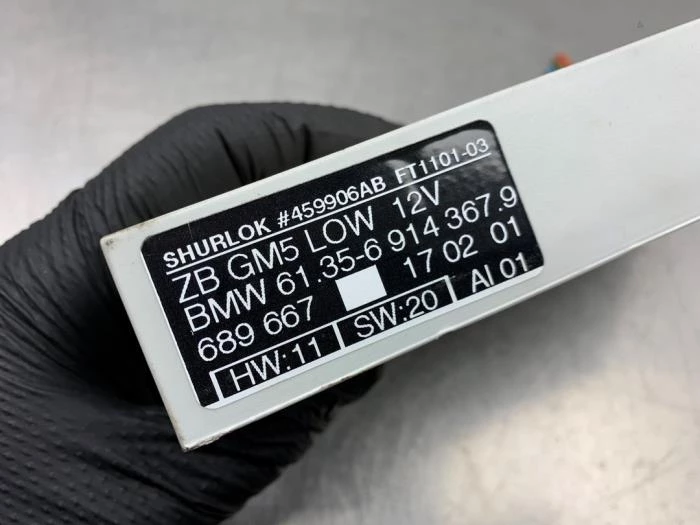 SHURLOK #459906AB FT1101-03
ZB GM5 LOW 12V
BMW 61.35-6 914 367.9
689 667 17 02 01
HW:11 SW:20 AI 01